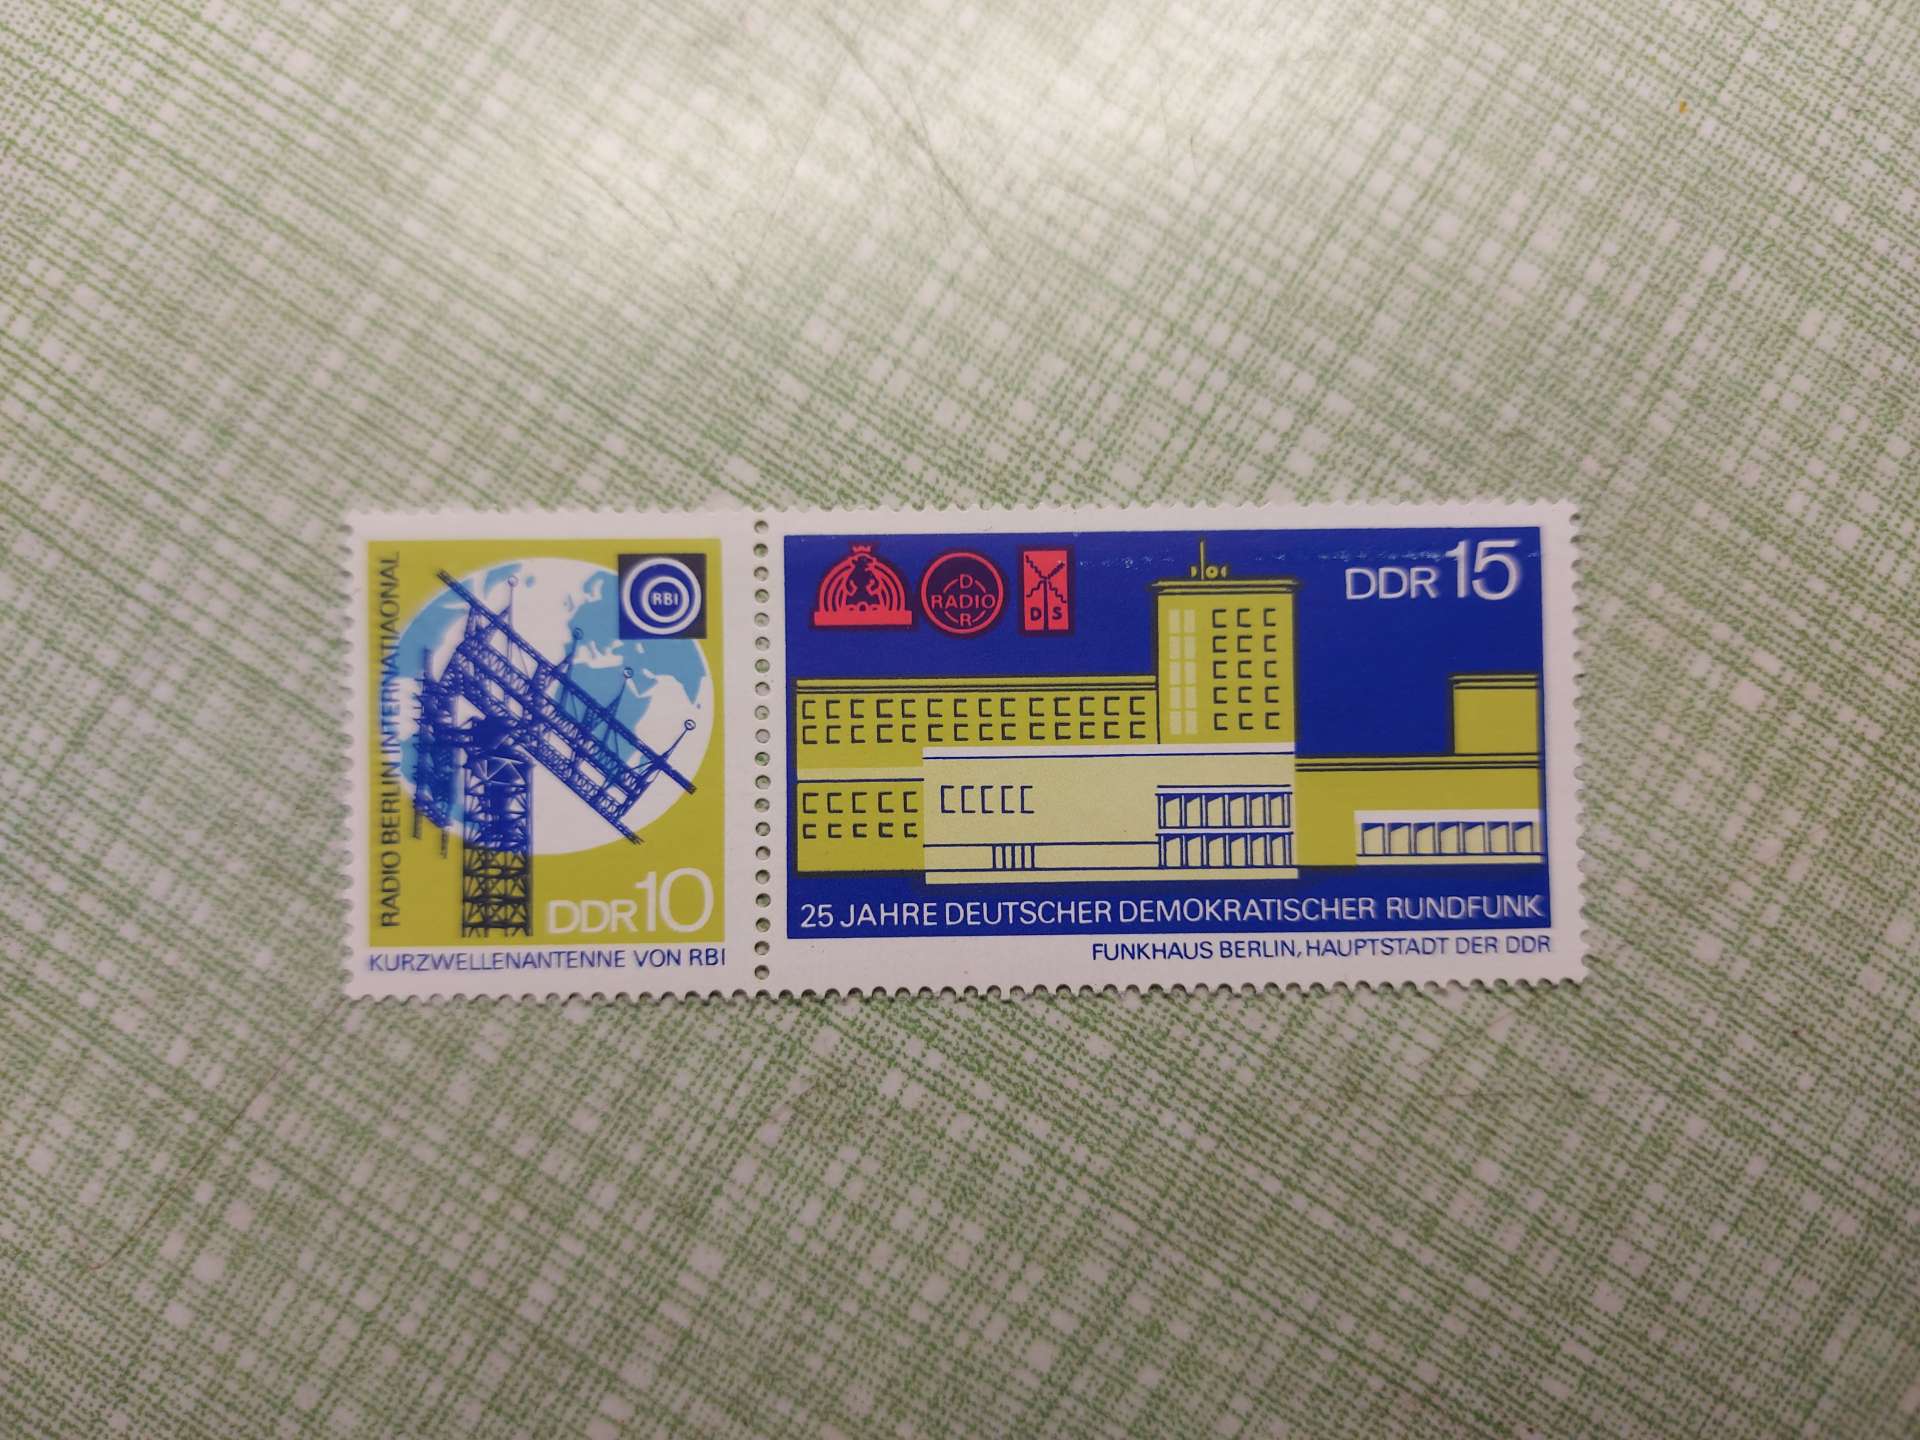 RADIO BERLIN INTERNATIONAL
RBI
DDR 10
KURZWELLENANTENNE VON RBI
D
RADIO
R
D S
DDR 15
25 JAHRE DEUTSCHER DEMOKRATISCHER RUNDFUNK
FUNKHAUS BERLIN, HAUPTSTADT DER DDR